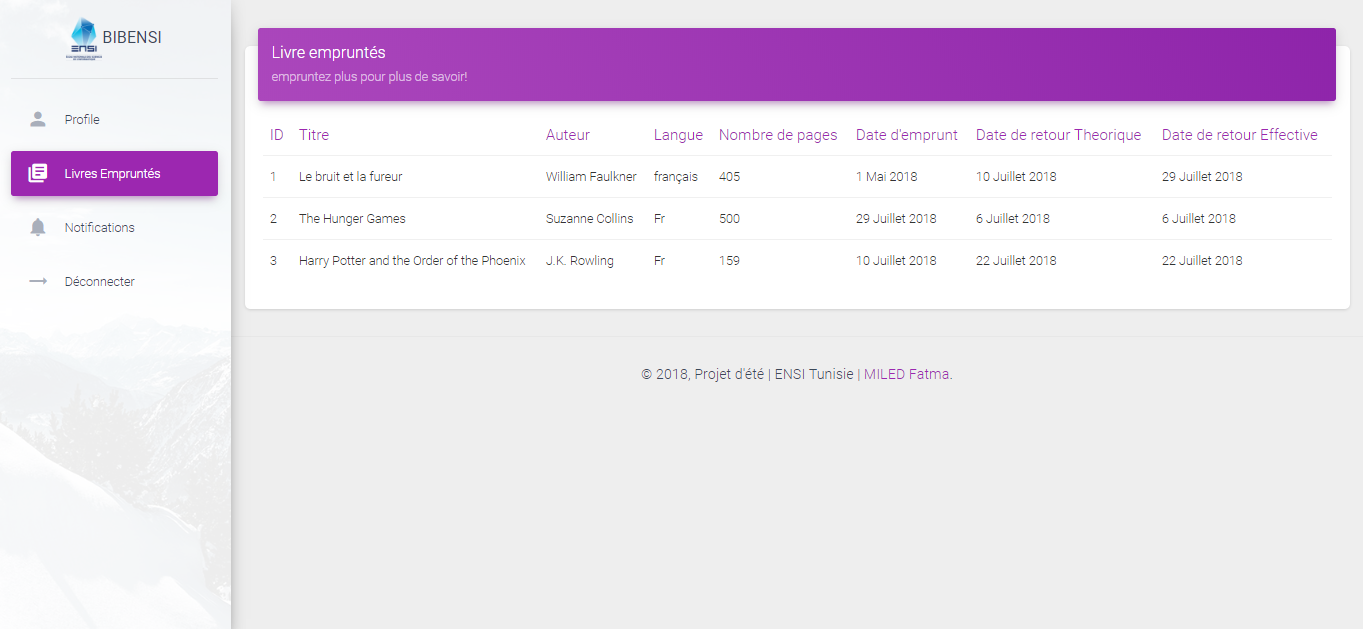 BIBENSI
ENSI
Profile
Livres Empruntés
Notifications
Déconnecter
Livre empruntés
empruntez plus pour plus de savoir!
ID Titre Auteur Langue Nombre de pages Date d'emprunt Date de retour Theorique Date de retour Effective
1 Le bruit et la fureur William Faulkner français 405 1 Mai 2018 10 Juillet 2018 29 Juillet 2018
2 The Hunger Games Suzanne Collins Fr 500 29 Juillet 2018 6 Juillet 2018 6 Juillet 2018
3 Harry Potter and the Order of the Phoenix J.K. Rowling Fr 159 10 Juillet 2018 22 Juillet 2018 22 Juillet 2018
© 2018, Projet d'été | ENSI Tunisie | MILED Fatma.